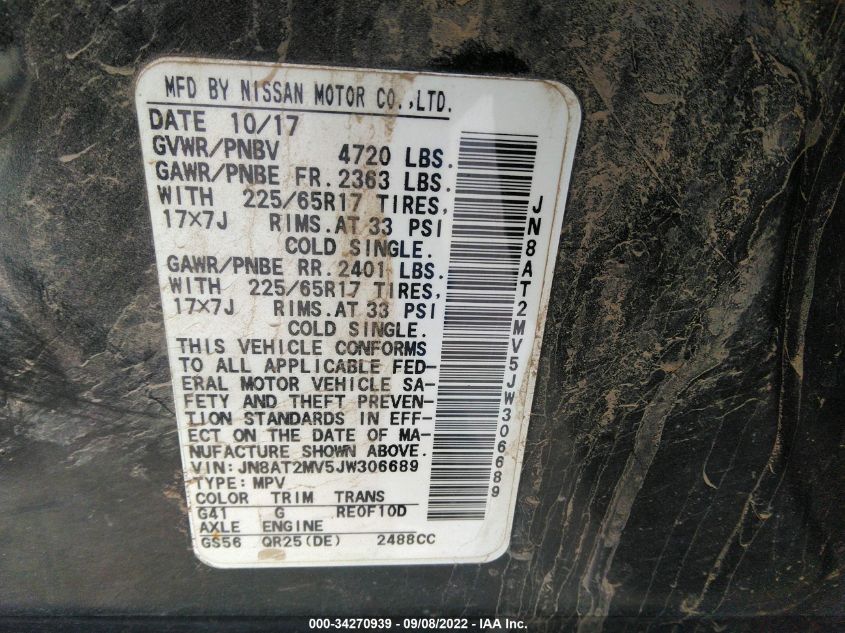 MFD BY NISSAN MOTOR CO.,LTD.
DATE 10/17
GVWR/PNBV 4720 LBS.
GAWR/PNBE FR. 2363 LBS.
WITH 225/65R17 TIRES,
17×7J RIMS. AT 33 PSI
COLD SINGLE.
GAWR/PNBE RR. 2401 LBS.
WITH 225/65R17 TIRES,
17×7J RIMS. AT 33 PSI
COLD SINGLE.
THIS VEHICLE CONFORMS
TO ALL APPLICABLE FED-
ERAL MOTOR VEHICLE SA-
FETY AND THEFT PREVEN-
TION STANDARDS IN EFF-
ECT ON THE DATE OF MA-
NUFACTURE SHOWN ABOVE.
VIN: JN8AT2MV5JW306689
TYPE: MPV
COLOR TRIM TRANS
G41 G RE0F10D
AXLE ENGINE
GS56 QR25(DE) 2488CC
JN8AT2MV5JW306689
000-34270939 - 09/08/2022 - IAA Inc.